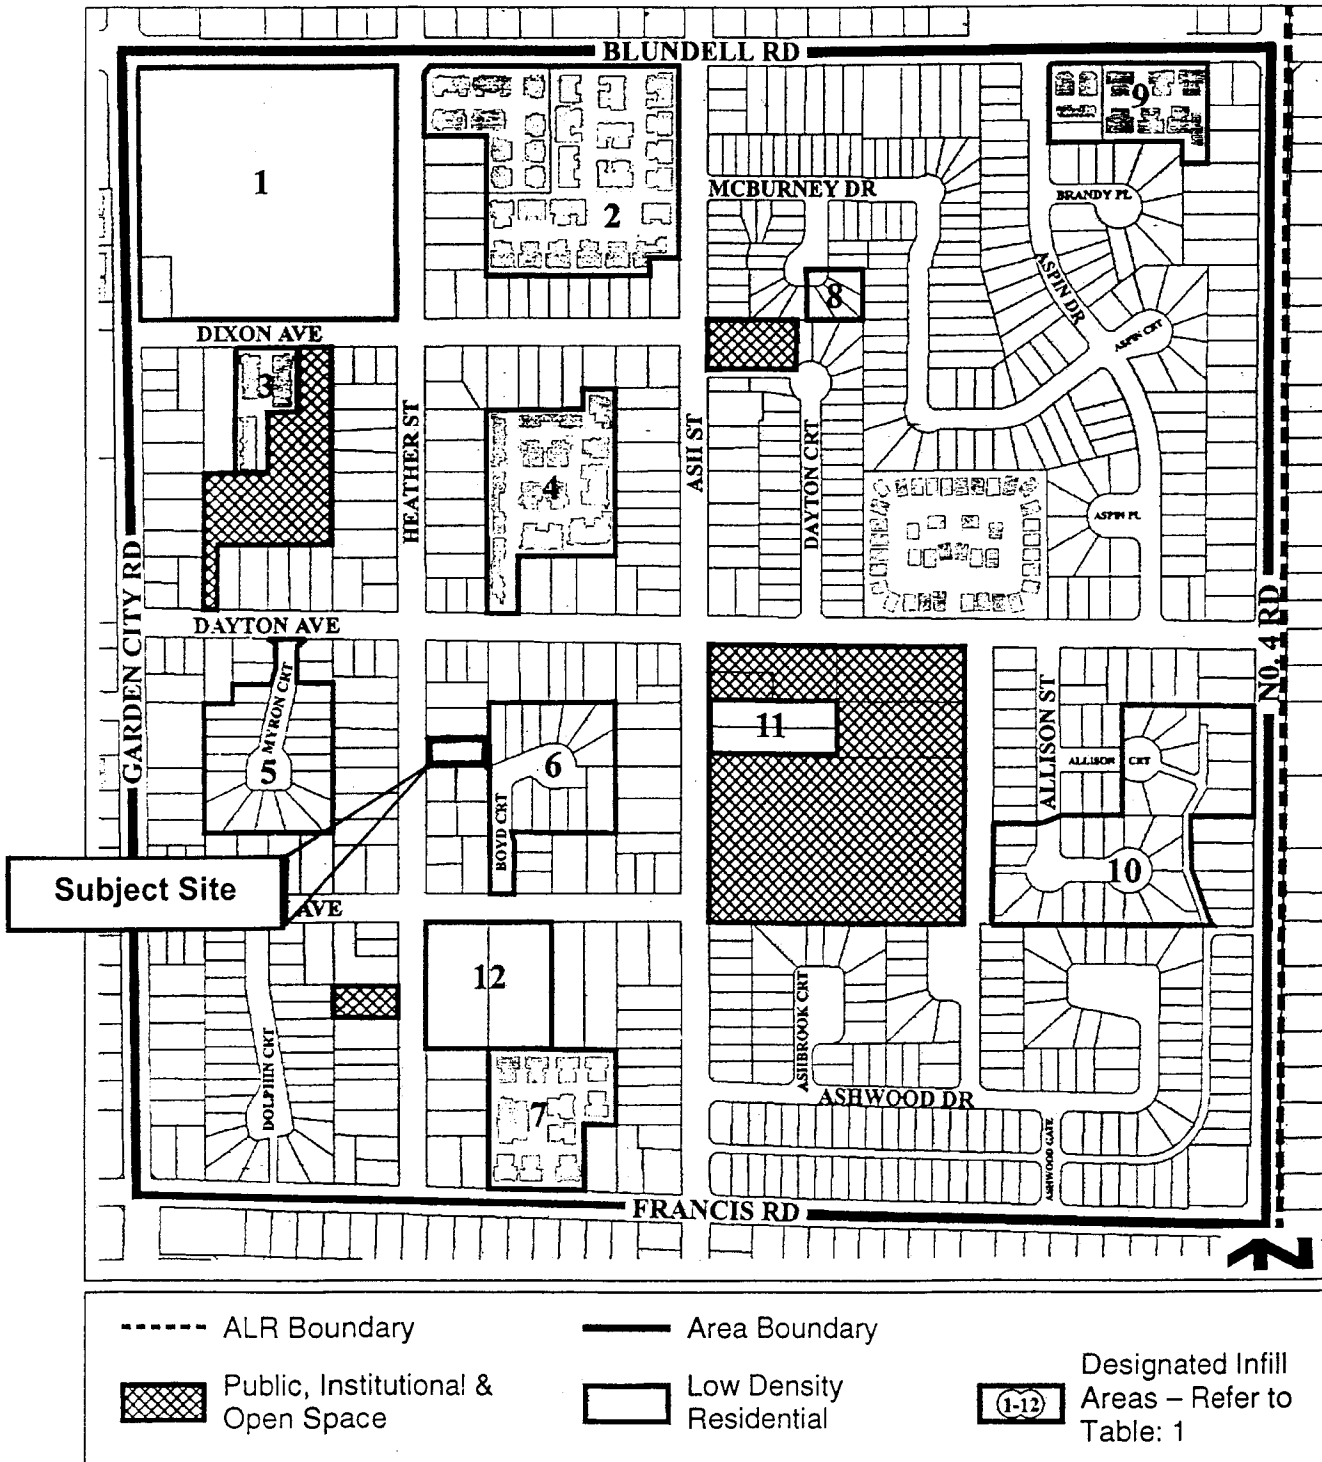 BLUNDELL RD
1
2
9
MCBURNEY DR
BRANDY PL
ASPIN DR
8
DIXON AVE
ASPIN CRT
3
HEATHER ST
ASH ST
DAYTON CRT
4
ASPIN PL
GARDEN CITY RD
DAYTON AVE
NO. 4 RD
MYRON CRT
ALLISON ST
11
5
6
ALLISON CRT
BOYD CRT
10
Subject Site
AVE
12
DOLPHIN CRT
ASHBROOK CRT
7
ASHWOOD DR
ASHWOOD GATE
FRANCIS RD
N
ALR Boundary
Area Boundary
Public, Institutional &
Open Space
Low Density
Residential
1-12
Designated Infill
Areas – Refer to
Table: 1